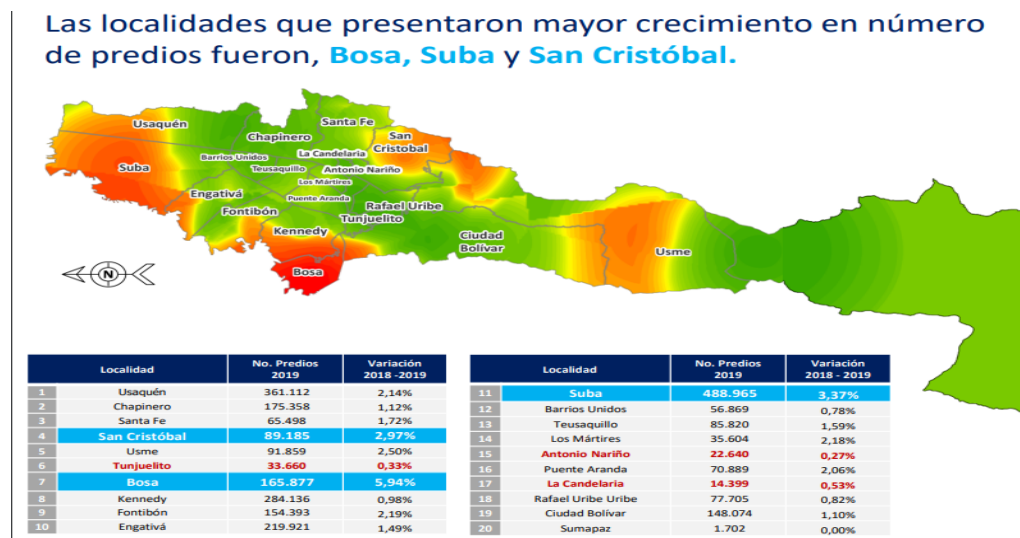 Las localidades que presentaron mayor crecimiento en número
de predios fueron, Bosa, Suba y San Cristóbal.
Usaquén
Santa Fe
Chapinero
San
Cristobal
Barrios Unidos
La Candelaria
Suba
Teusaquillo
Antonio Nariño
Los Mártires
Engativá
Puente Aranda
Fontibón
Rafael Uribe
Tunjuelito
Kennedy
Ciudad
Bolívar
Usme
Bosa
N
Localidad No. Predios 2019 Variación 2018 -2019
1 Usaquén 361.112 2,14%
2 Chapinero 175.358 1,12%
3 Santa Fe 65.498 1,72%
4 San Cristóbal 89.185 2,97%
5 Usme 91.859 2,50%
6 Tunjuelito 33.660 0,33%
7 Bosa 165.877 5,94%
8 Kennedy 284.136 0,98%
9 Fontibón 154.393 2,19%
10 Engativá 219.921 1,49%
Localidad No. Predios 2019 Variación 2018 - 2019
11 Suba 488.965 3,37%
12 Barrios Unidos 56.869 0,78%
13 Teusaquillo 85.820 1,59%
14 Los Mártires 35.604 2,18%
15 Antonio Nariño 22.640 0,27%
16 Puente Aranda 70.889 2,06%
17 La Candelaria 14.399 0,53%
18 Rafael Uribe Uribe 77.705 0,82%
19 Ciudad Bolívar 148.074 1,10%
20 Sumapaz 1.702 0,00%